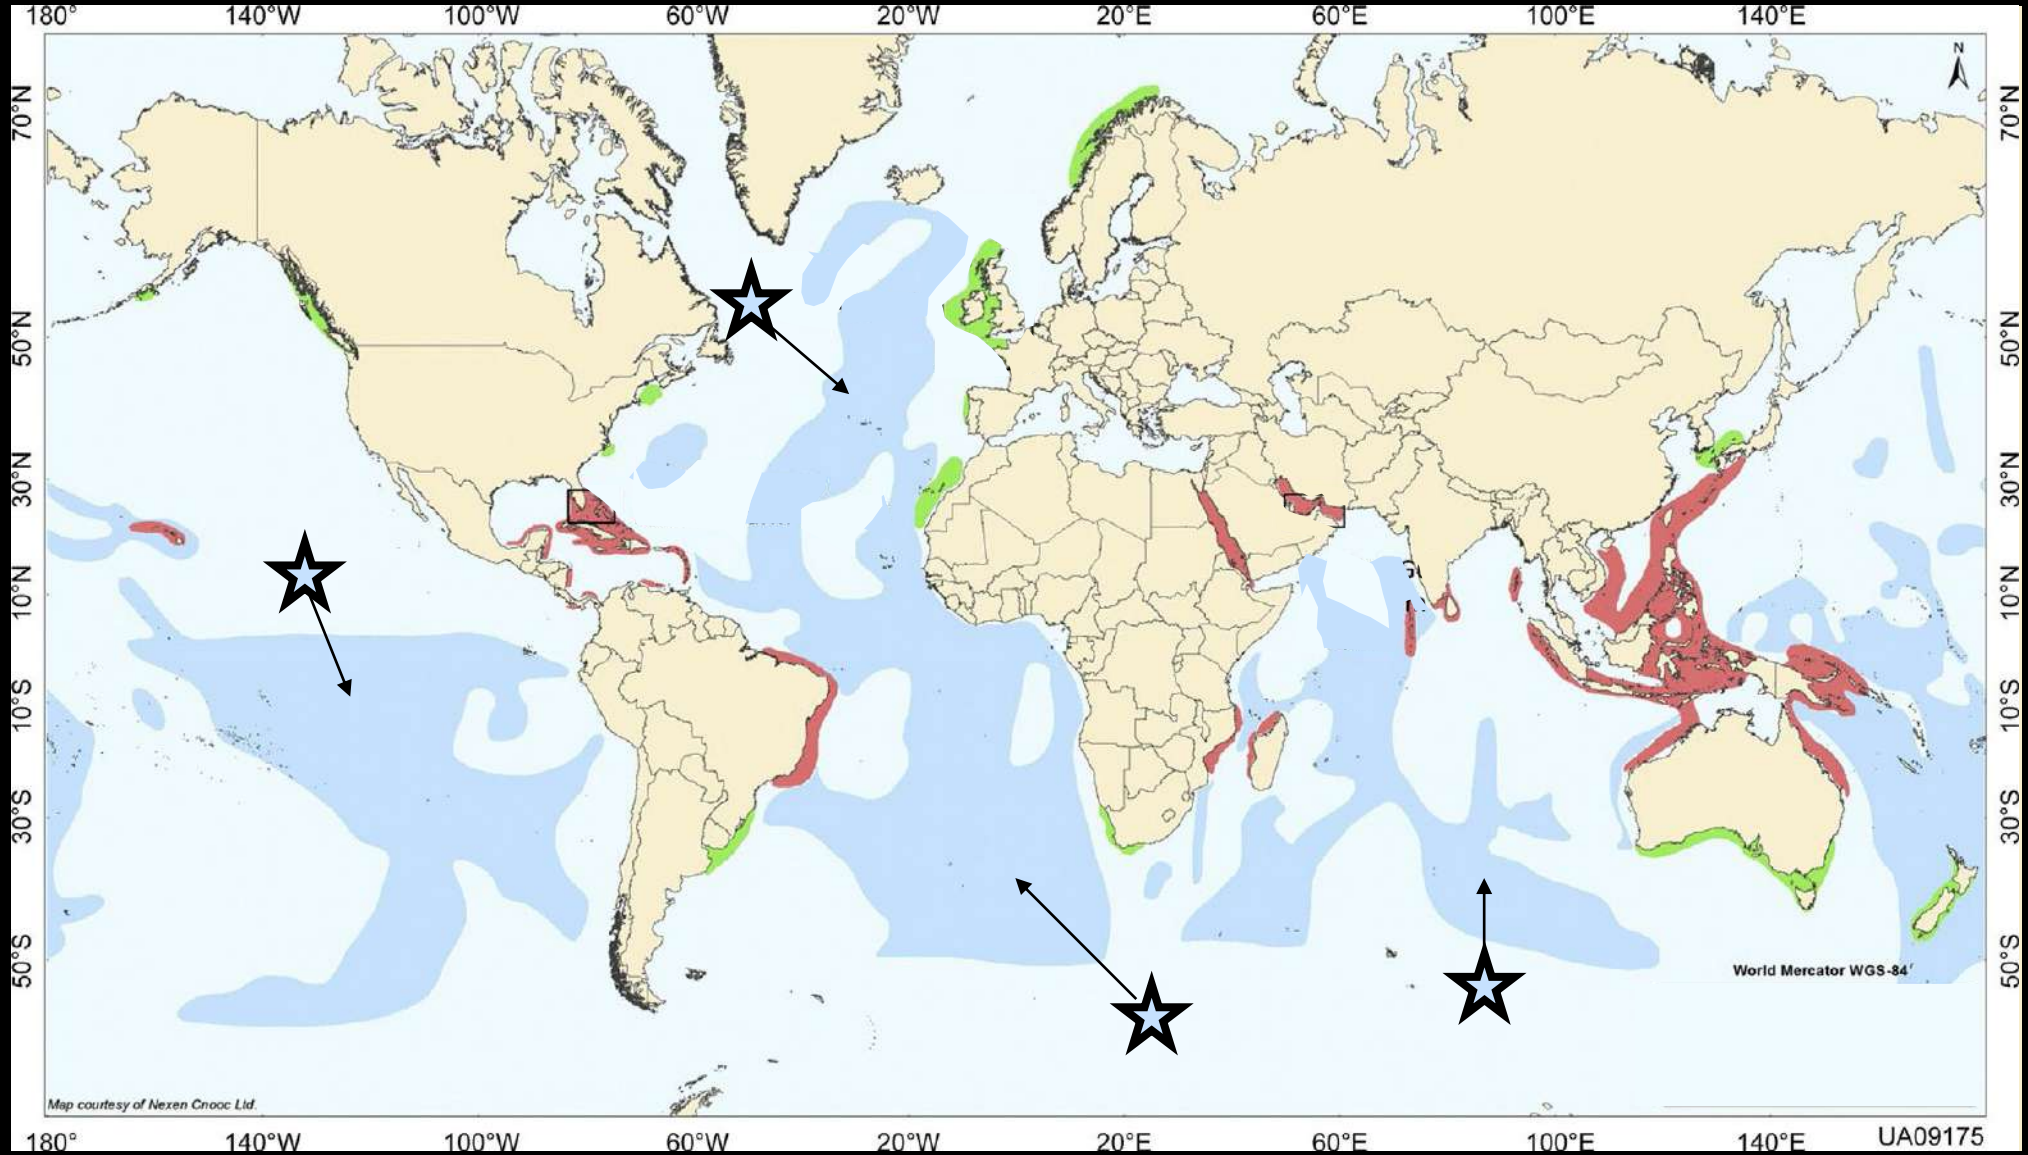 180° 140°W 100°W 60°W 20°W 20°E 60°E 100°E 140°E
N
70°N 70°N
50°N 50°N
30°N 30°N
10°N 10°N
10°S 10°S
30°S 30°S
50°S 50°S
World Mercator WGS-84
Map courtesy of Nexen Cnooc Ltd.
180° 140°W 100°W 60°W 20°W 20°E 60°E 100°E 140°E
UA09175